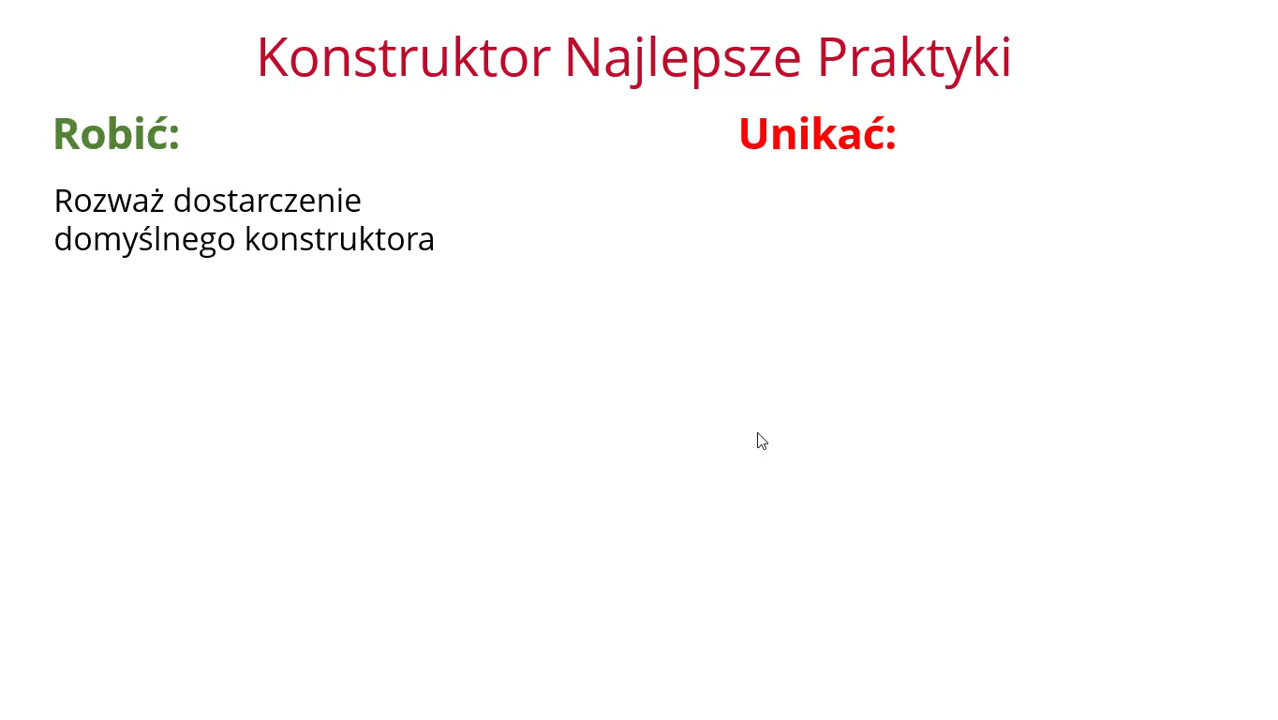 Konstruktor Najlepsze Praktyki
Robić:
Rozważ dostarczenie
domyślnego konstruktora
Unikać: